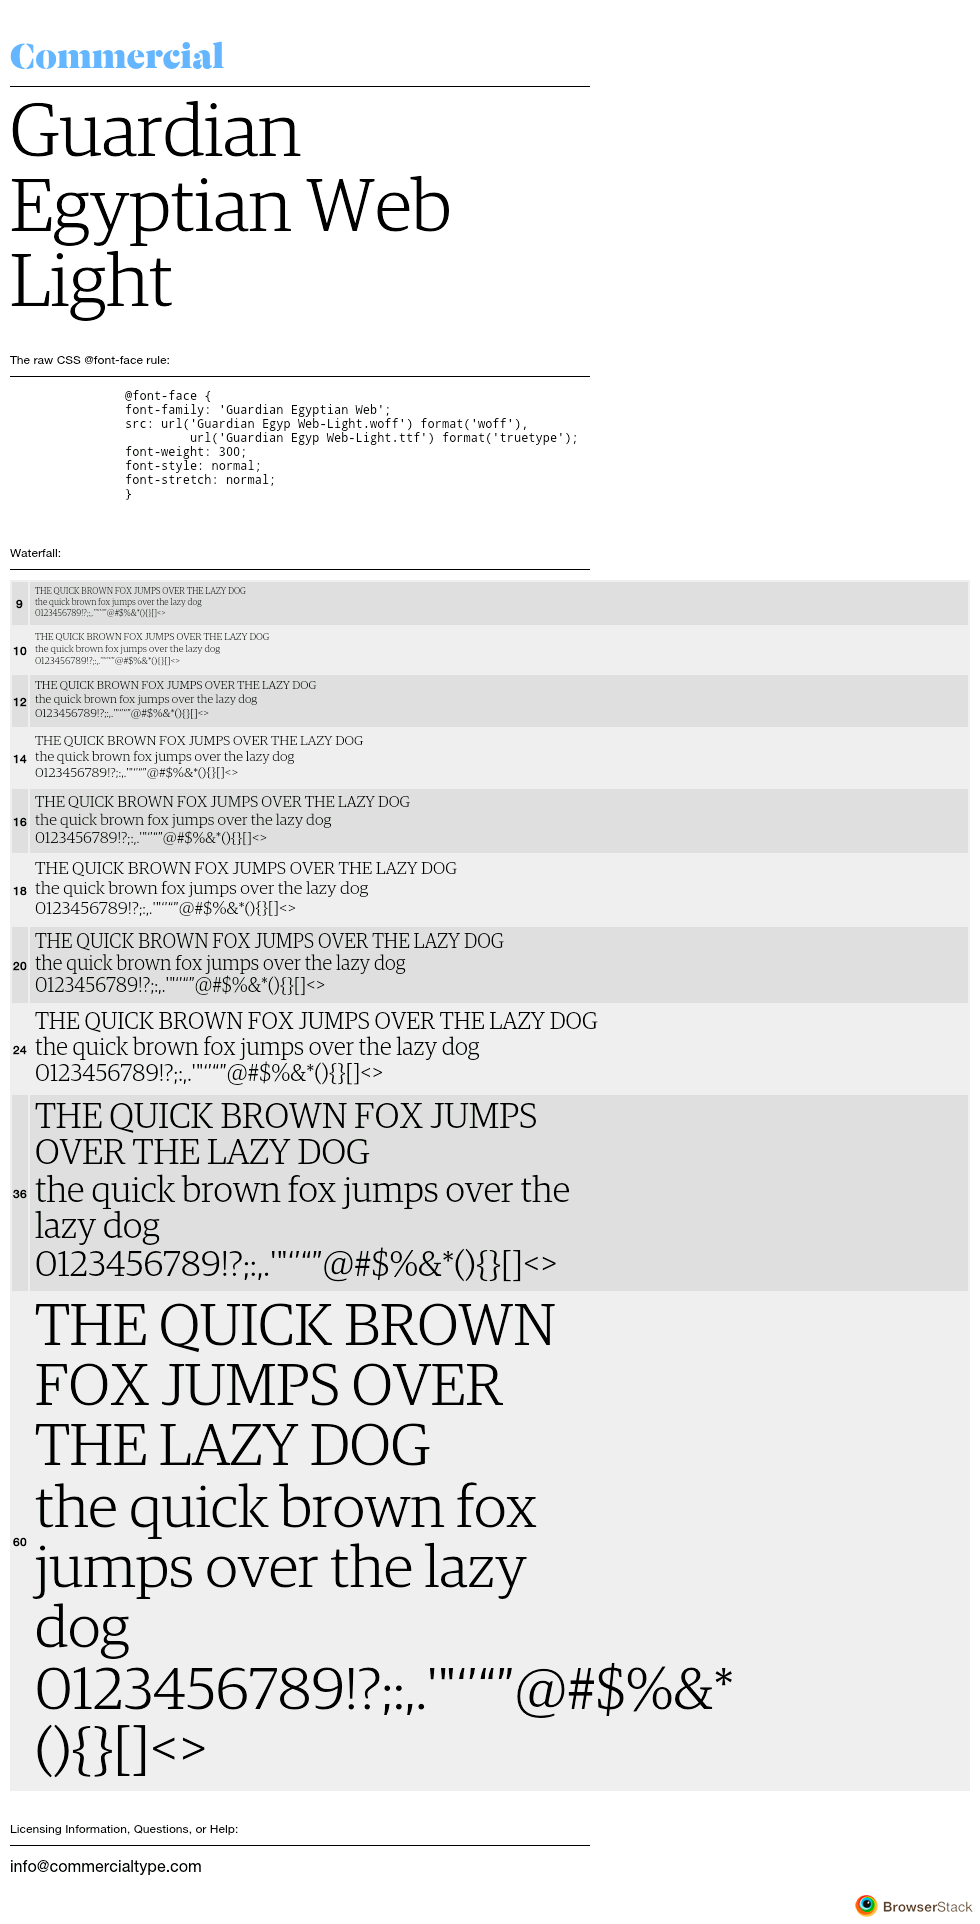 Commercial
Guardian
Egyptian Web
Light
The raw CSS @font-face rule:
@font-face {
font-family: 'Guardian Egyptian Web';
src: url('Guardian Egyp Web-Light.woff') format('woff'),
url('Guardian Egyp Web-Light.ttf') format('truetype');
font-weight: 300;
font-style: normal;
font-stretch: normal;
}
Waterfall:
9
THE QUICK BROWN FOX JUMPS OVER THE LAZY DOG
the quick brown fox jumps over the lazy dog
0123456789!?;:,.'"‘’“”@#$%&*(){}[]<>
10
THE QUICK BROWN FOX JUMPS OVER THE LAZY DOG
the quick brown fox jumps over the lazy dog
0123456789!?;:,.'"‘’“”@#$%&*(){}[]<>
12
THE QUICK BROWN FOX JUMPS OVER THE LAZY DOG
the quick brown fox jumps over the lazy dog
0123456789!?;:,.'"‘’“”@#$%&*(){}[]<>
14
THE QUICK BROWN FOX JUMPS OVER THE LAZY DOG
the quick brown fox jumps over the lazy dog
0123456789!?;:,.'"‘’“”@#$%&*(){}[]<>
16
THE QUICK BROWN FOX JUMPS OVER THE LAZY DOG
the quick brown fox jumps over the lazy dog
0123456789!?;:,.'"‘’“”@#$%&*(){}[]<>
18
THE QUICK BROWN FOX JUMPS OVER THE LAZY DOG
the quick brown fox jumps over the lazy dog
0123456789!?;:,.'"‘’“”@#$%&*(){}[]<>
20
THE QUICK BROWN FOX JUMPS OVER THE LAZY DOG
the quick brown fox jumps over the lazy dog
0123456789!?;:,.'"‘’“”@#$%&*(){}[]<>
24
THE QUICK BROWN FOX JUMPS OVER THE LAZY DOG
the quick brown fox jumps over the lazy dog
0123456789!?;:,.'"‘’“”@#$%&*(){}[]<>
36
THE QUICK BROWN FOX JUMPS
OVER THE LAZY DOG
the quick brown fox jumps over the
lazy dog
0123456789!?;:,.'"‘’“”@#$%&*(){}[]<>
60
THE QUICK BROWN
FOX JUMPS OVER
THE LAZY DOG
the quick brown fox
jumps over the lazy
dog
0123456789!?;:,.'"‘’“”@#$%&*
(){}[]<>
Licensing Information, Questions, or Help:
info@commercialtype.com
BrowserStack